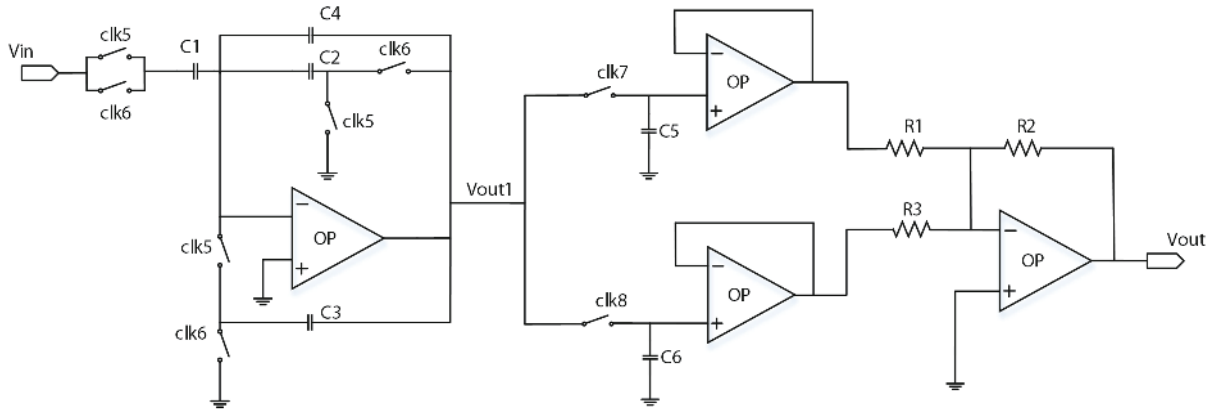 C4
clk5
C1
C2
clk6
Vin
clk6
clk5
clk7
OP
C5
R1
R2
Vout1
OP
clk5
R3
OP
Vout
OP
clk8
C3
clk6
C6